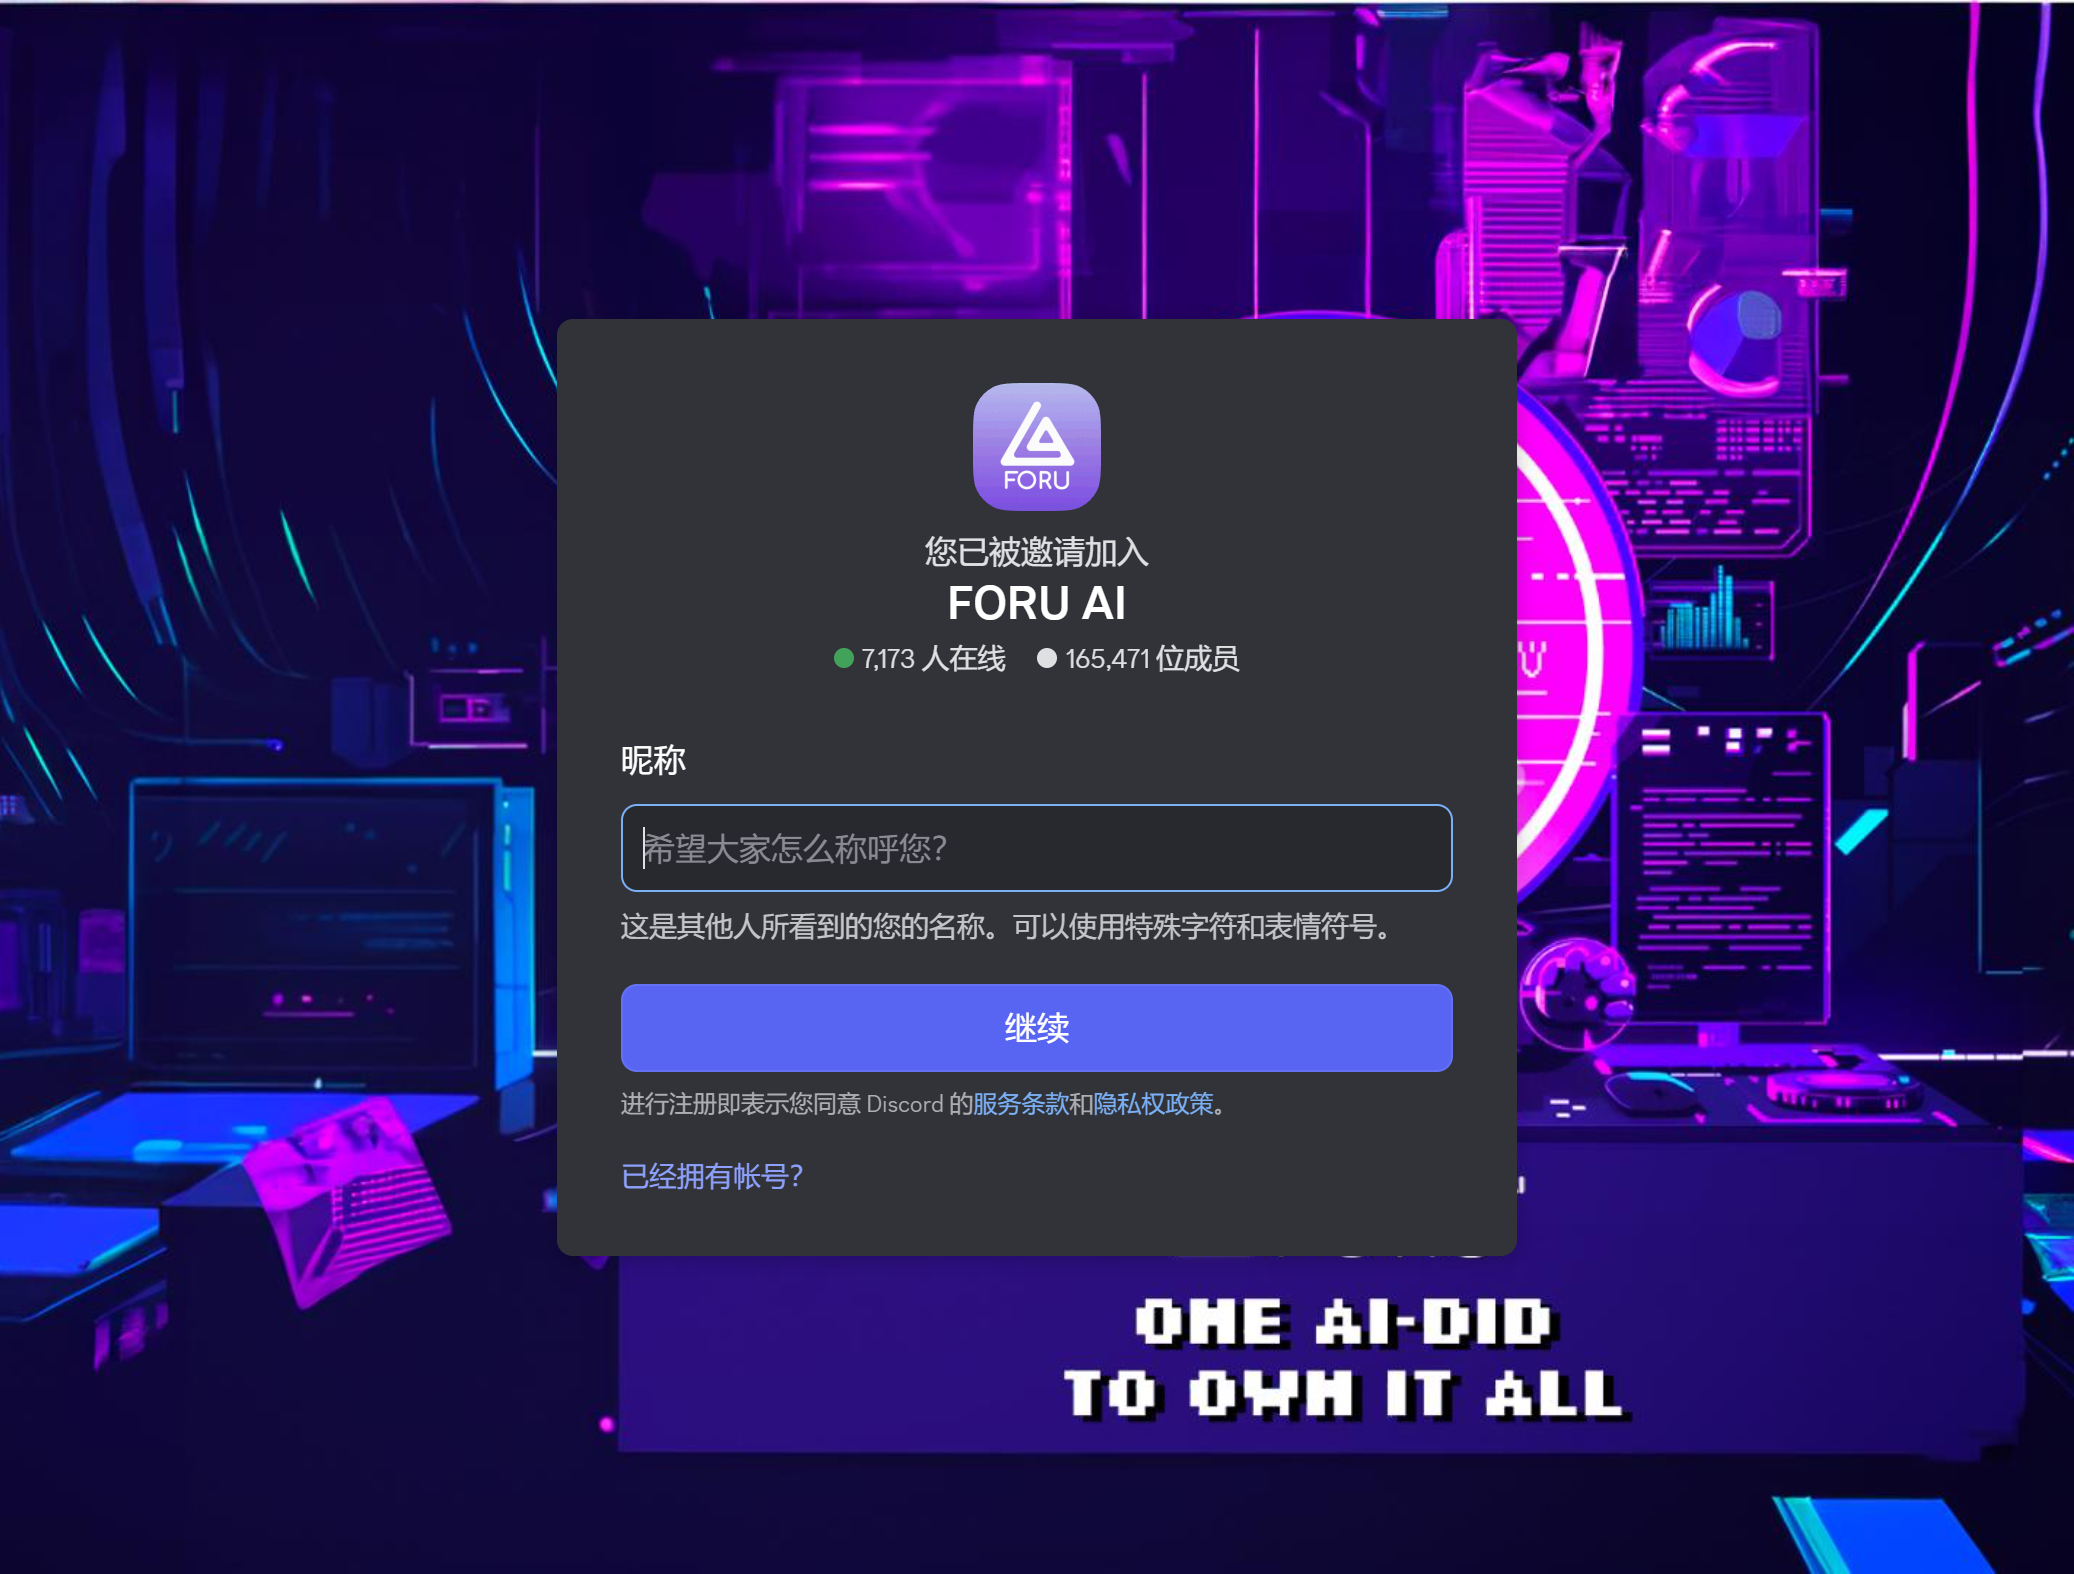 FORU
您已被邀请加入
FORU AI
7,173 人在线 165,471 位成员
昵称
希望大家怎么称呼您？
这是其他人所看到的您的名称。可以使用特殊字符和表情符号。
继续
进行注册即表示您同意 Discord 的服务条款和隐私权政策。
已经拥有帐号？
ONE AI-DID
TO OWN IT ALL